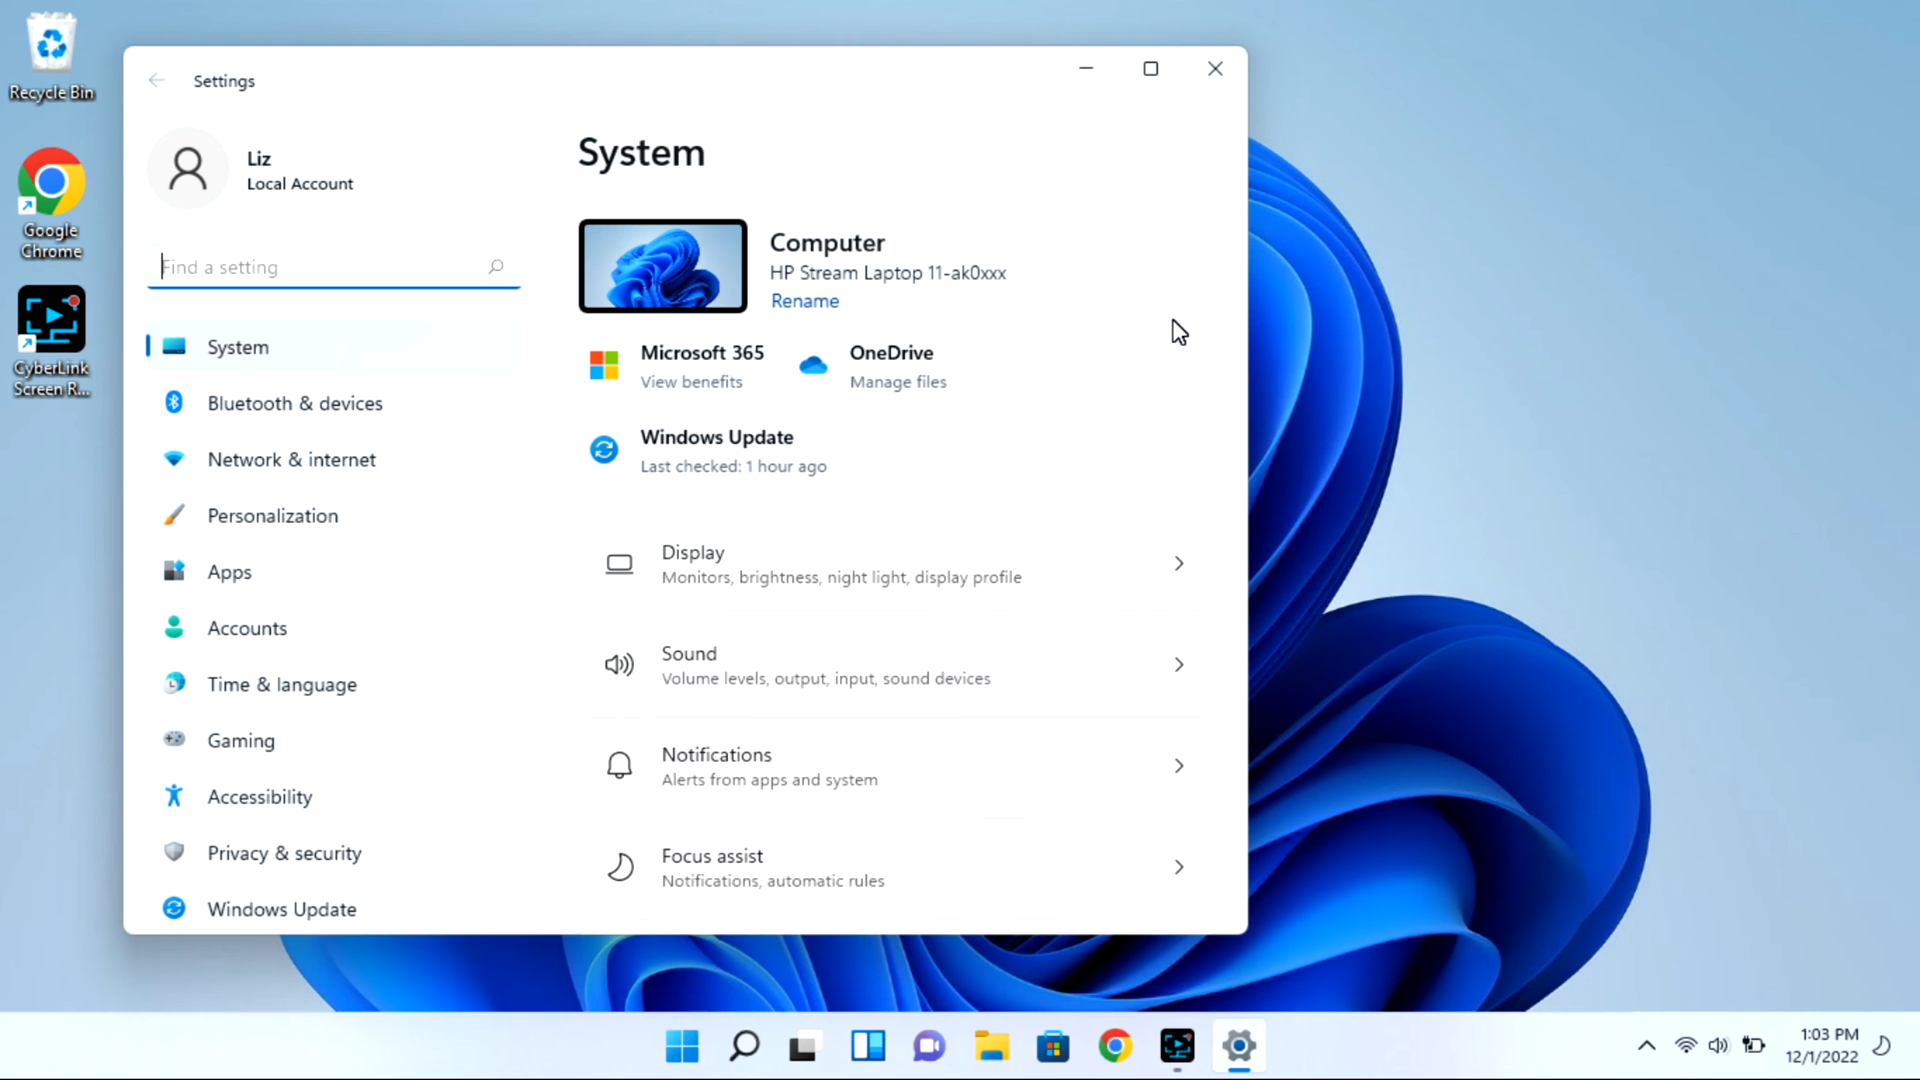 Recycle Bin
Google
Chrome
CyberLink
Screen R...
Settings
Liz
Local Account
Find a setting
System
Bluetooth & devices
Network & internet
Personalization
Apps
Accounts
Time & language
Gaming
Accessibility
Privacy & security
Windows Update
System
Computer
HP Stream Laptop 11-ak0xxx
Rename
Microsoft 365
View benefits
OneDrive
Manage files
Windows Update
Last checked: 1 hour ago
Display
Monitors, brightness, night light, display profile
Sound
Volume levels, output, input, sound devices
Notifications
Alerts from apps and system
Focus assist
Notifications, automatic rules
1:03 PM
12/1/2022